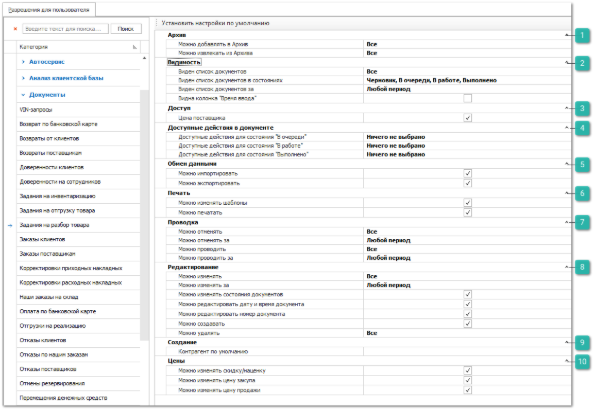 Разрешения для пользователя
Введите текст для поиска...
Поиск
Категория
Автосервис
Анализ клиентской базы
Документы
VIN-запросы
Возврат по банковской карте
Возвраты от клиентов
Возвраты поставщикам
Доверенности клиентов
Доверенности на сотрудников
Задания на инвентаризацию
Задания на отгрузку товара
Задания на разбор товара
Заказы клиентов
Заказы поставщикам
Корректировки приходных накладных
Корректировки расходных накладных
Наши заказы на склад
Оплата по банковской карте
Отгрузки на реализацию
Отказы клиентов
Отказы по нашим заказам
Отказы поставщиков
Отмены резервирования
Перемещения денежных средств
Установить настройки по умолчанию
Архив 1
Можно добавлять в Архив Все
Можно извлекать из Архива Все
Видимость 2
Виден список документов Все
Виден список документов в состояниях Черновик, В очереди, В работе, Выполнено
Виден список документов за Любой период
Видна колонка "Время ввода"
Доступ 3
Цена поставщика
Доступные действия в документе 4
Доступные действия для состояния "В очереди" Ничего не выбрано
Доступные действия для состояния "В работе" Ничего не выбрано
Доступные действия для состояния "Выполнено" Ничего не выбрано
Обмен данными 5
Можно импортировать
Можно экспортировать
Печать 6
Можно изменять шаблоны
Можно печатать
Проводка 7
Можно отменять Все
Можно отменять за Любой период
Можно проводить Все
Можно проводить за Любой период
Редактирование 8
Можно изменять Все
Можно изменять за Любой период
Можно изменять состояния документов
Можно редактировать дату и время документа
Можно редактировать номер документа
Можно создавать
Можно удалять Все
Создание 9
Контрагент по умолчанию
Цены 10
Можно изменять скидку/наценку
Можно изменять цену закупа
Можно изменять цену продажи